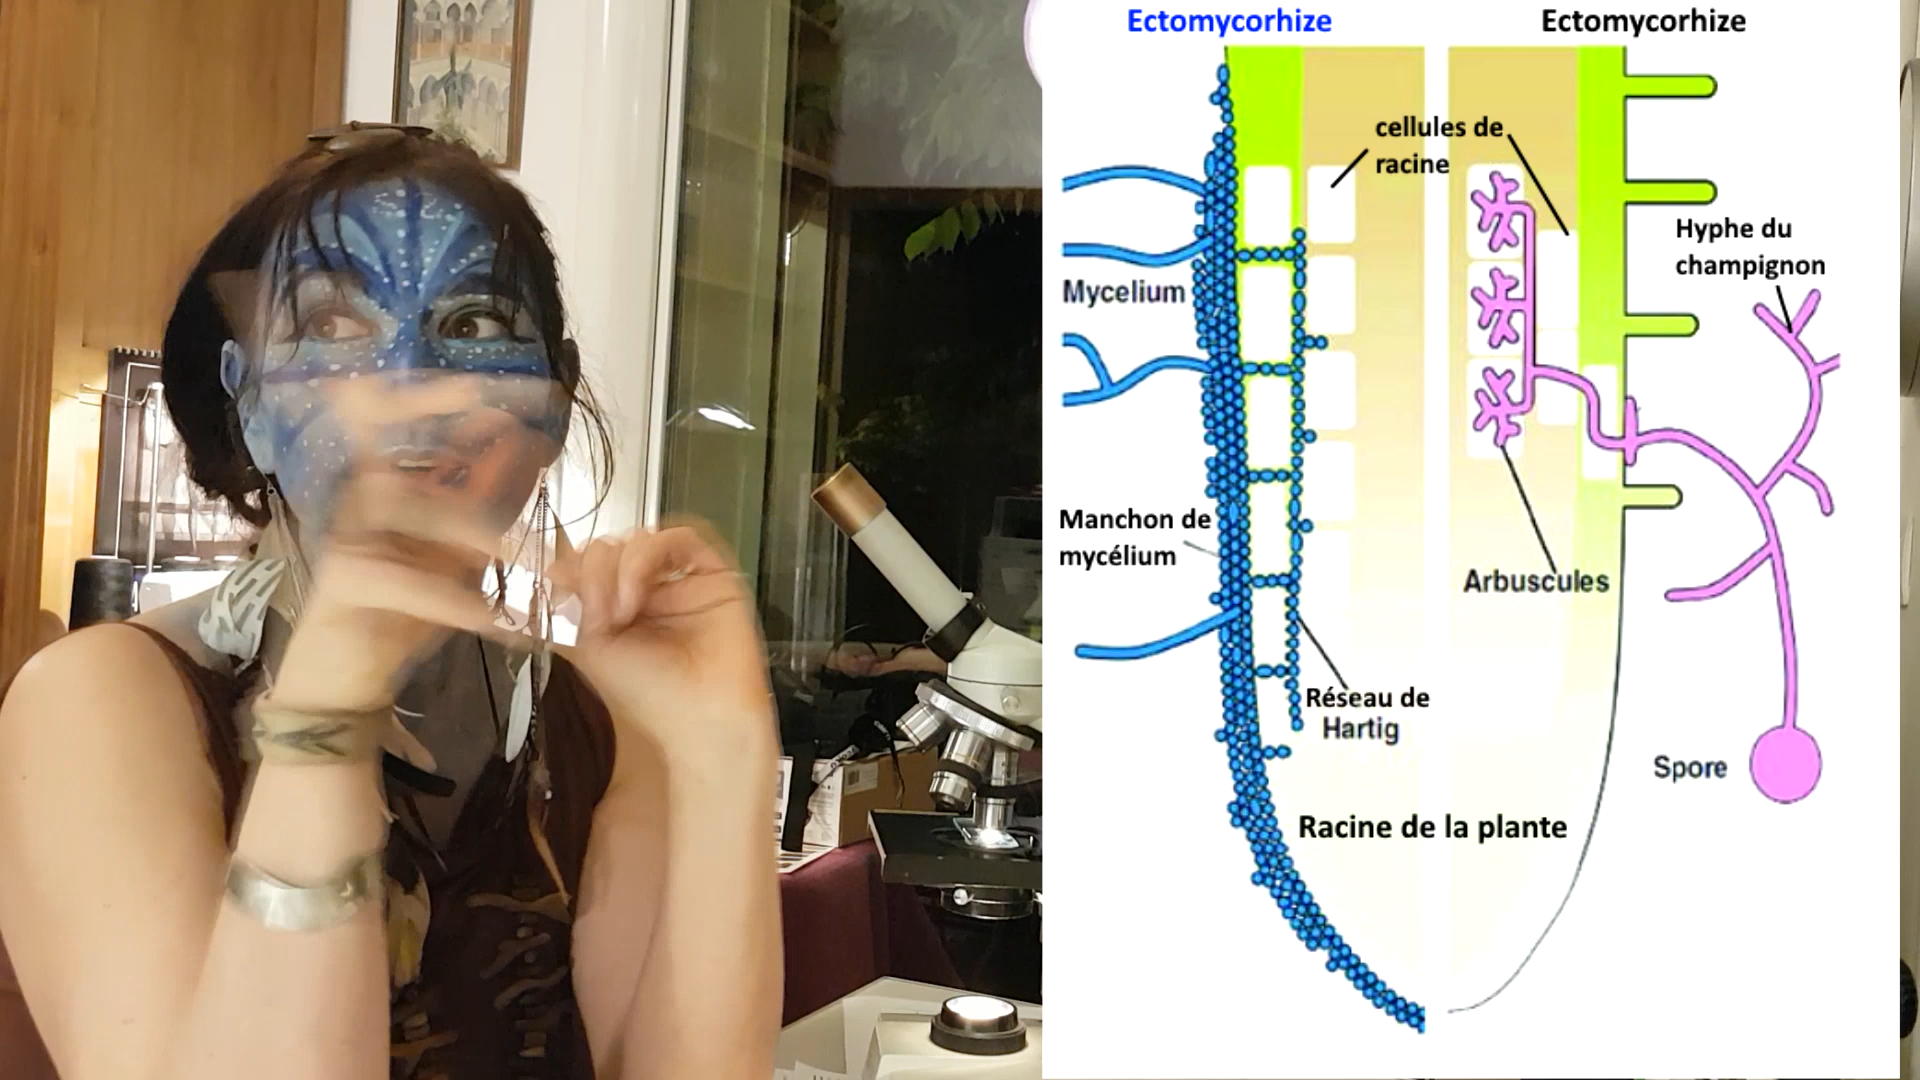 Ectomycorhize
Ectomycorhize
cellules de
racine
Hyphe du
champignon
Mycelium
Manchon de
mycélium
Arbuscules
Réseau de
Hartig
Spore
Racine de la plante